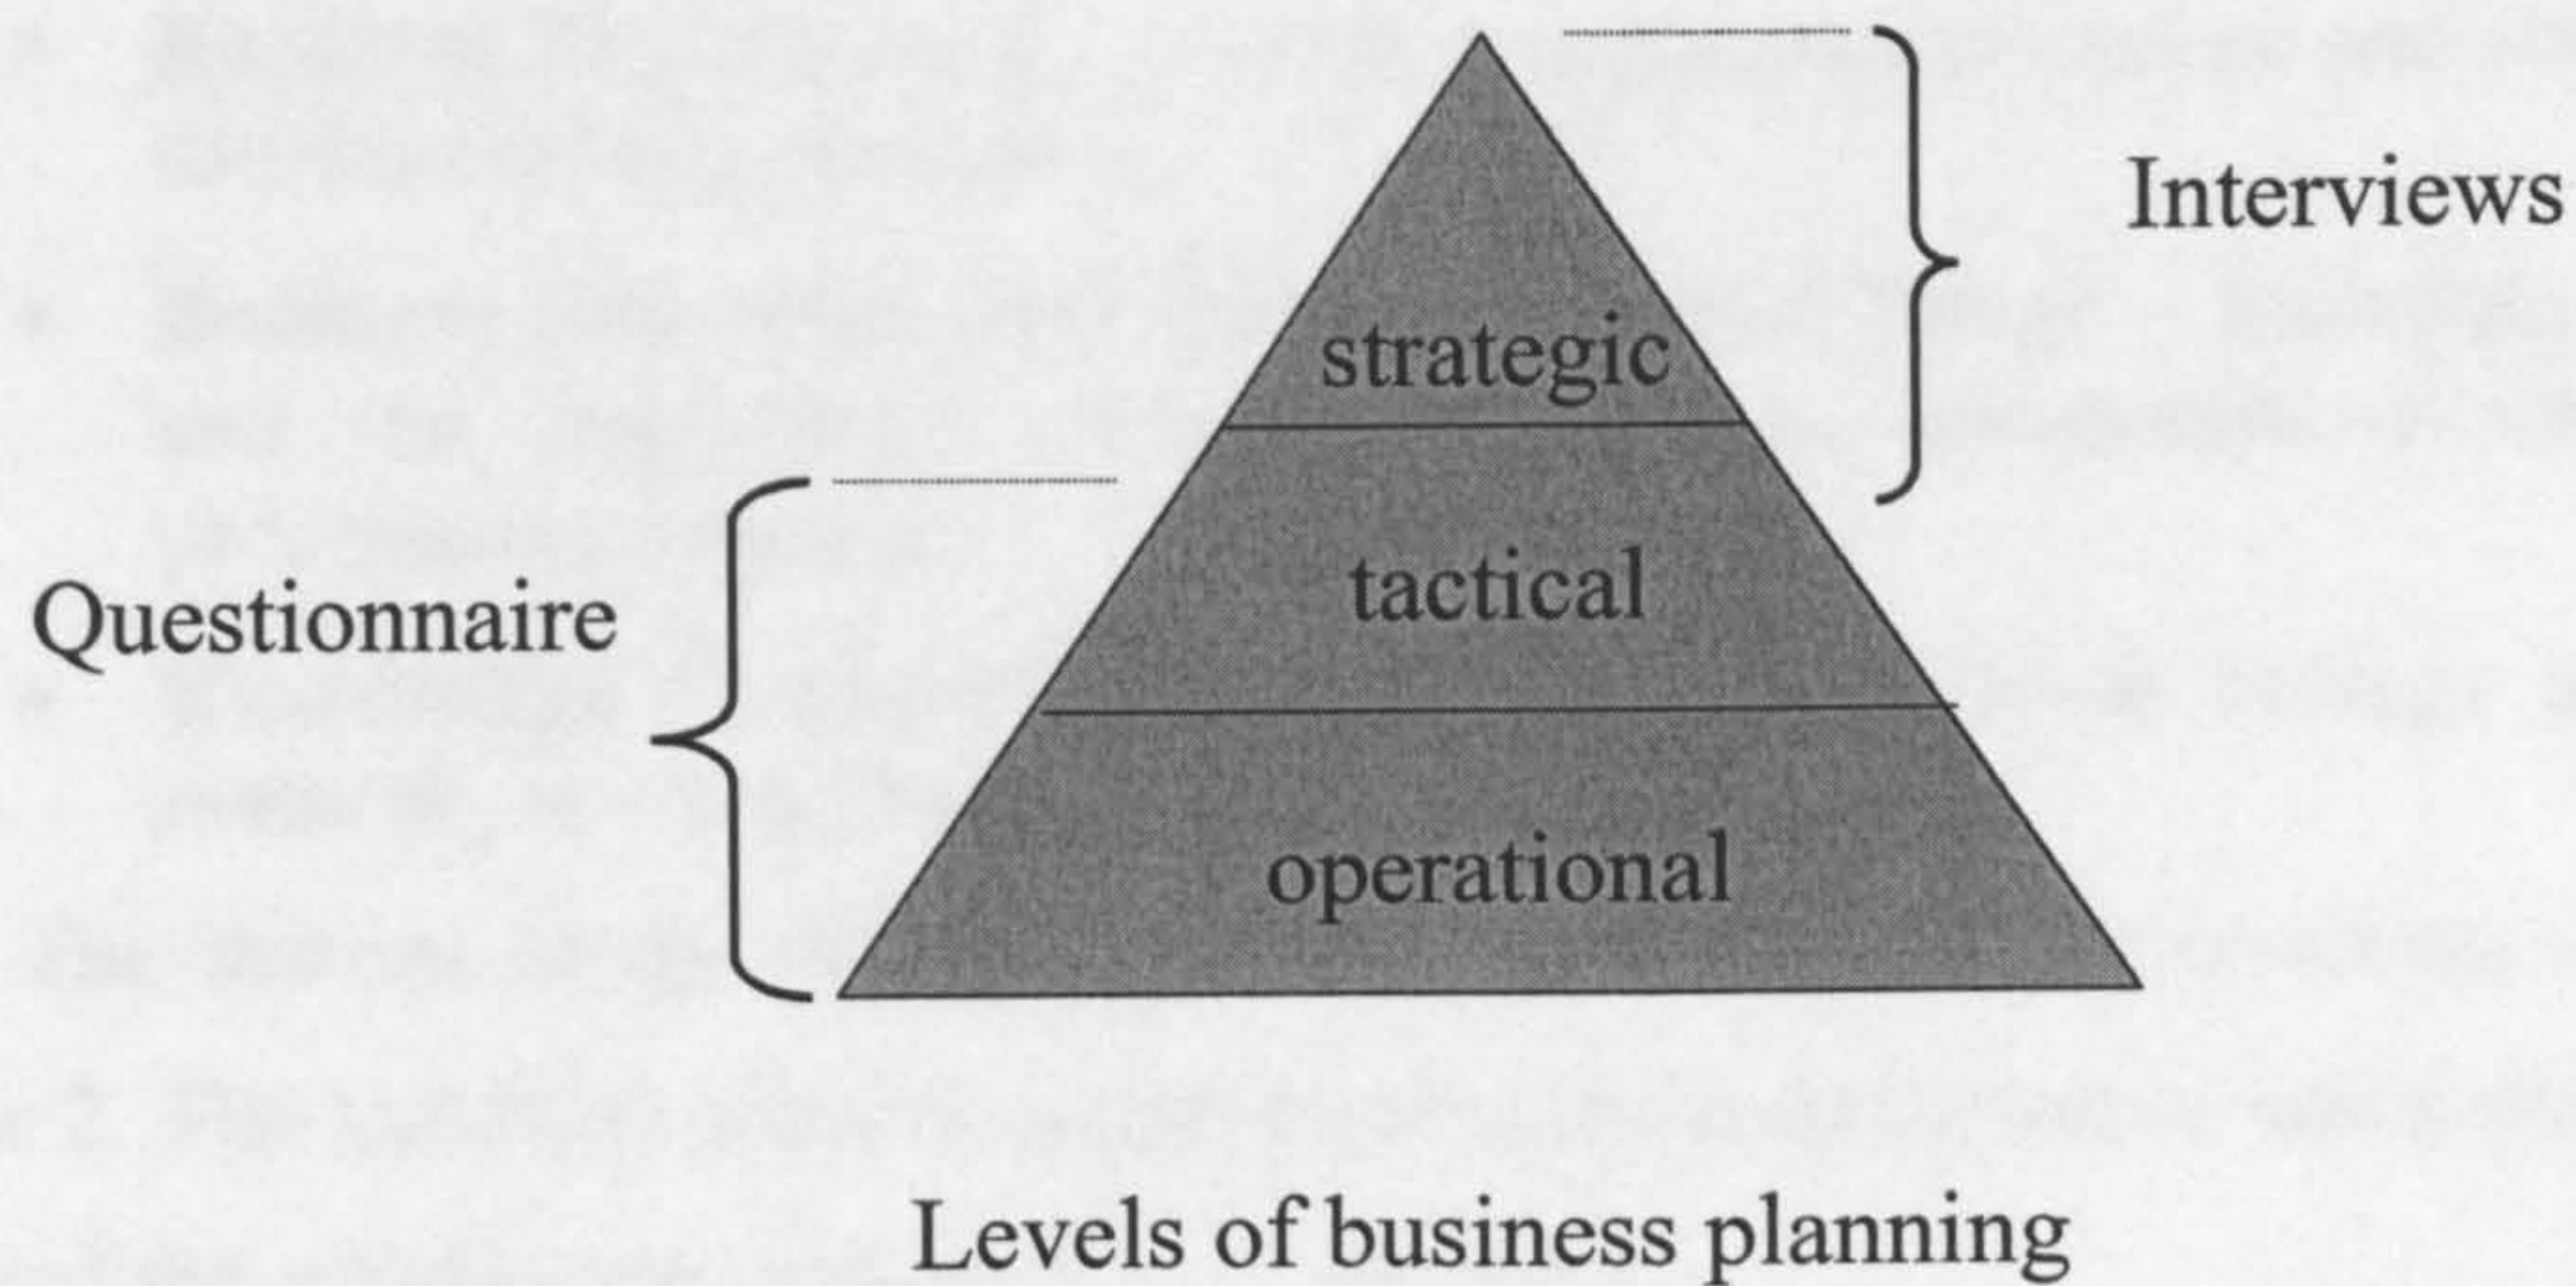 Interviews
strategic
tactical
Questionnaire
operational
Levels of business planning